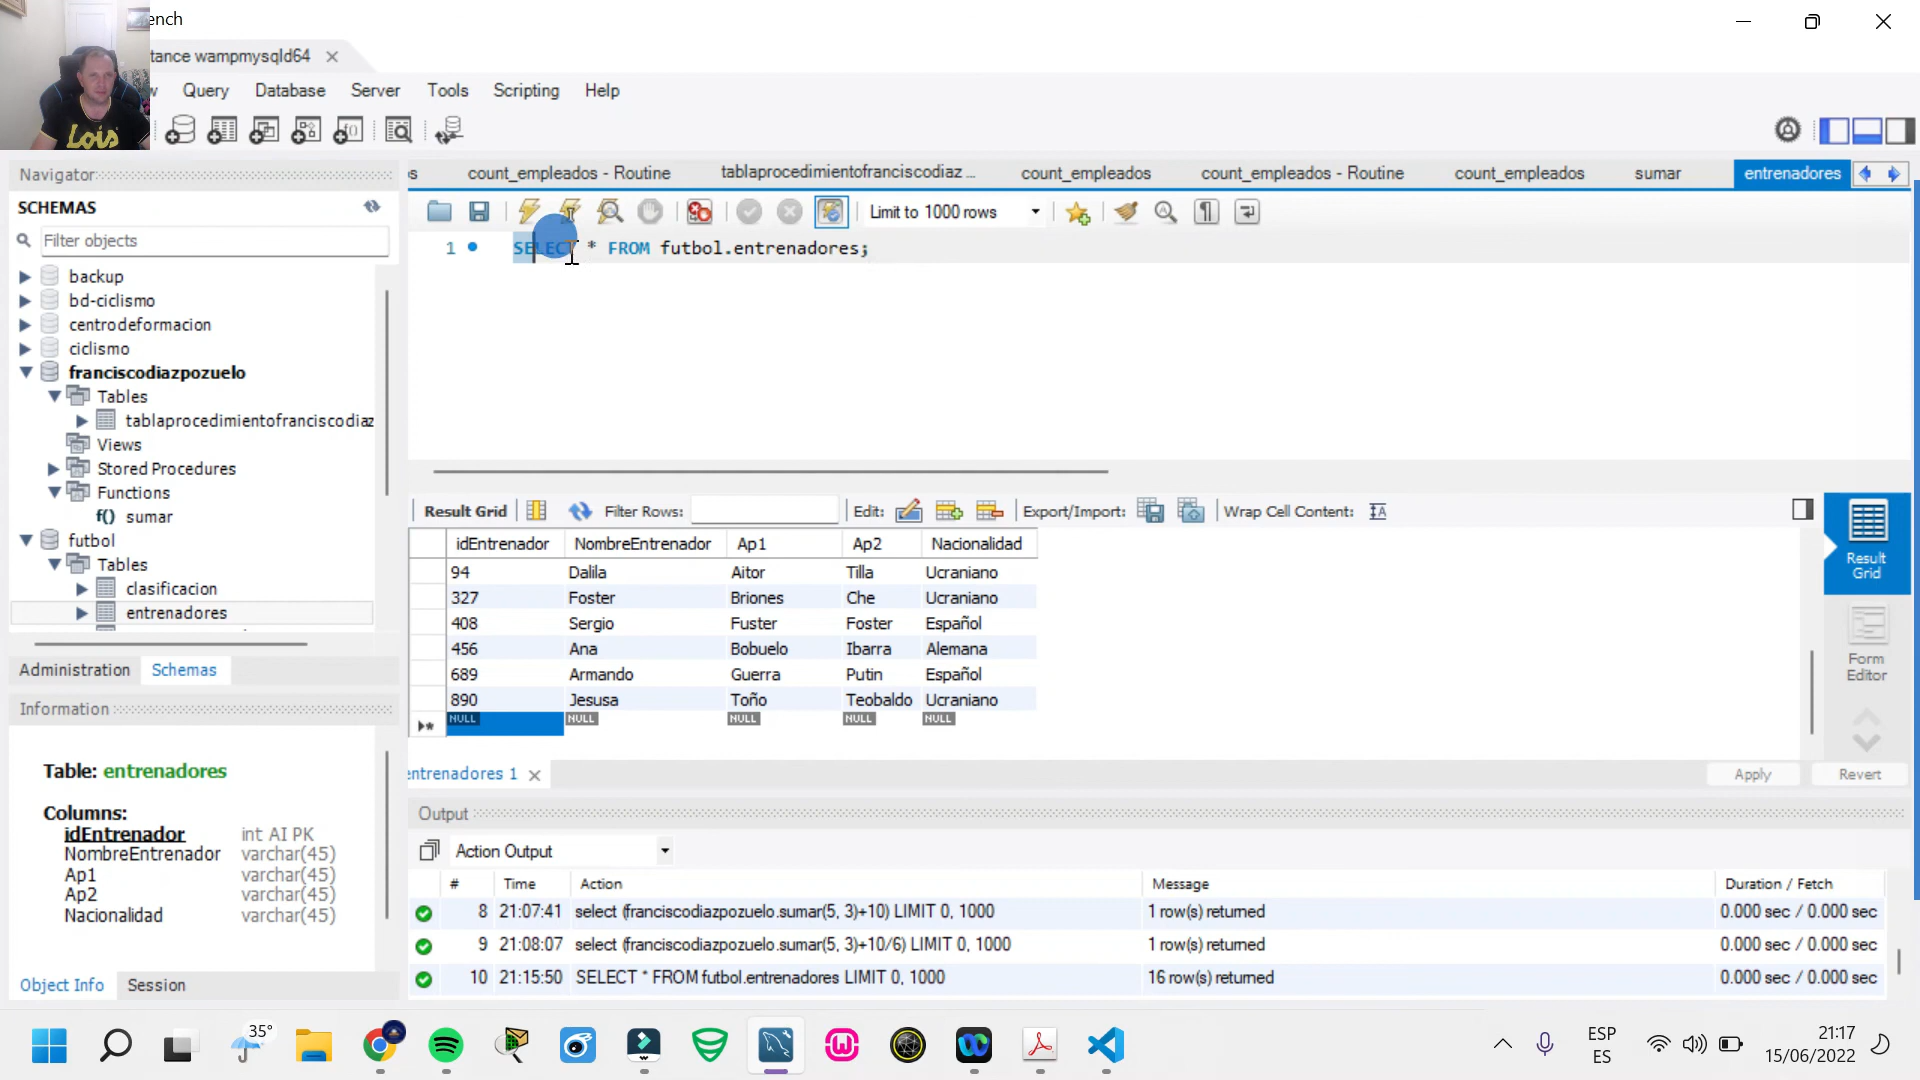 ench
tance wampmysqld64
w Query Database Server Tools Scripting Help
Navigator
s count_empleados - Routine tablaprocedimientofranciscodiaz ... count_empleados count_empleados - Routine count_empleados sumar entrenadores
SCHEMAS
Limit to 1000 rows
Filter objects
1 SELECT * FROM futbol.entrenadores;
backup
bd-ciclismo
centrodeformacion
ciclismo
franciscodiazpozuelo
Tables
tablaprocedimientofranciscodiaz
Views
Stored Procedures
Functions
f() sumar
futbol
Tables
clasificacion
entrenadores
Administration Schemas
Information
Table: entrenadores
Columns:
idEntrenador int AI PK
NombreEntrenador varchar(45)
Ap1 varchar(45)
Ap2 varchar(45)
Nacionalidad varchar(45)
Object Info Session
Result Grid Filter Rows: Edit: Export/Import: Wrap Cell Content:
idEntrenador NombreEntrenador Ap1 Ap2 Nacionalidad
94 Dalila Aitor Tilla Ucraniano
327 Foster Briones Che Ucraniano
408 Sergio Fuster Foster Español
456 Ana Bobuelo Ibarra Alemana
689 Armando Guerra Putin Español
890 Jesusa Toño Teobaldo Ucraniano
NULL NULL NULL NULL NULL
Result
Grid
Form
Editor
entrenadores 1
Apply Revert
Output
Action Output
# Time Action Message Duration / Fetch
8 21:07:41 select (franciscodiazpozuelo.sumar(5, 3)+10) LIMIT 0, 1000 1 row(s) returned 0.000 sec / 0.000 sec
9 21:08:07 select (franciscodiazpozuelo.sumar(5, 3)+10/6) LIMIT 0, 1000 1 row(s) returned 0.000 sec / 0.000 sec
10 21:15:50 SELECT * FROM futbol.entrenadores LIMIT 0, 1000 16 row(s) returned 0.000 sec / 0.000 sec
35°
ESP
ES
21:17
15/06/2022
Lois